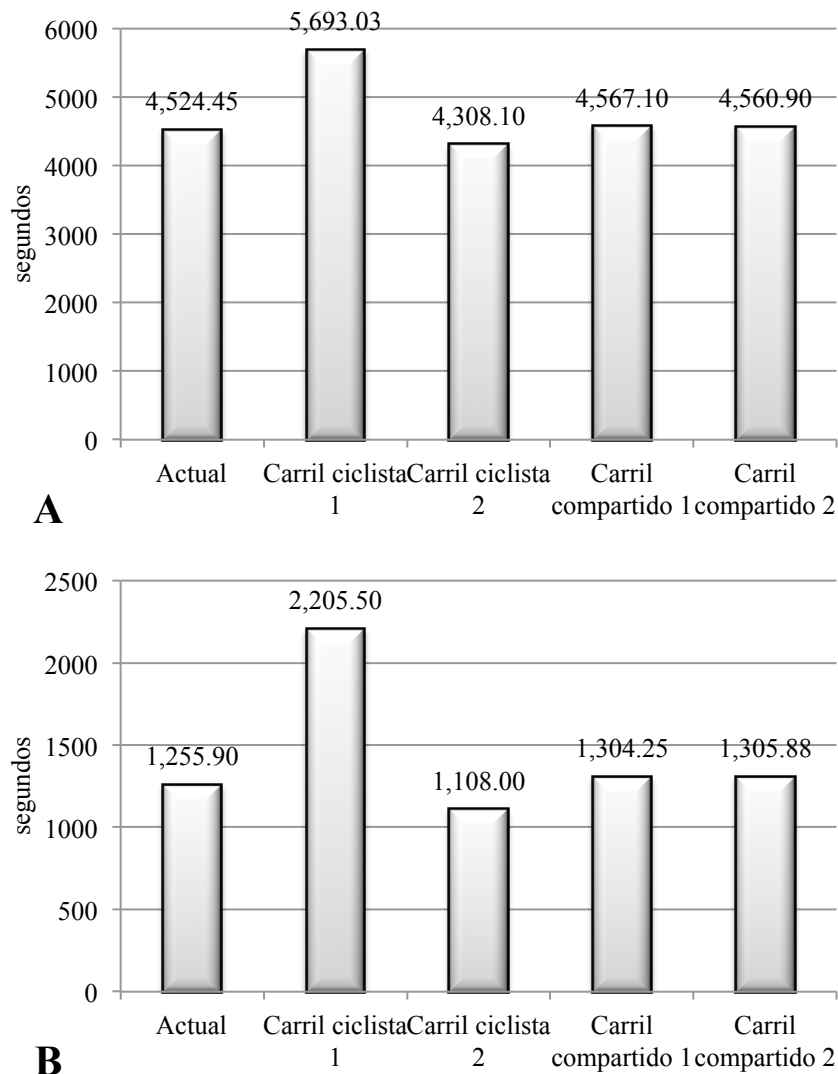 6000
5000
4000
3000
2000
1000
0
segundos
5,693.03
4,524.45
4,308.10
4,567.10
4,560.90
Actual
Carril ciclista
1
Carril ciclista
2
Carril
compartido 1
Carril
compartido 2
A
2500
2000
1500
1000
500
0
segundos
2,205.50
1,255.90
1,108.00
1,304.25
1,305.88
Actual
Carril ciclista
1
Carril ciclista
2
Carril
compartido 1
Carril
compartido 2
B